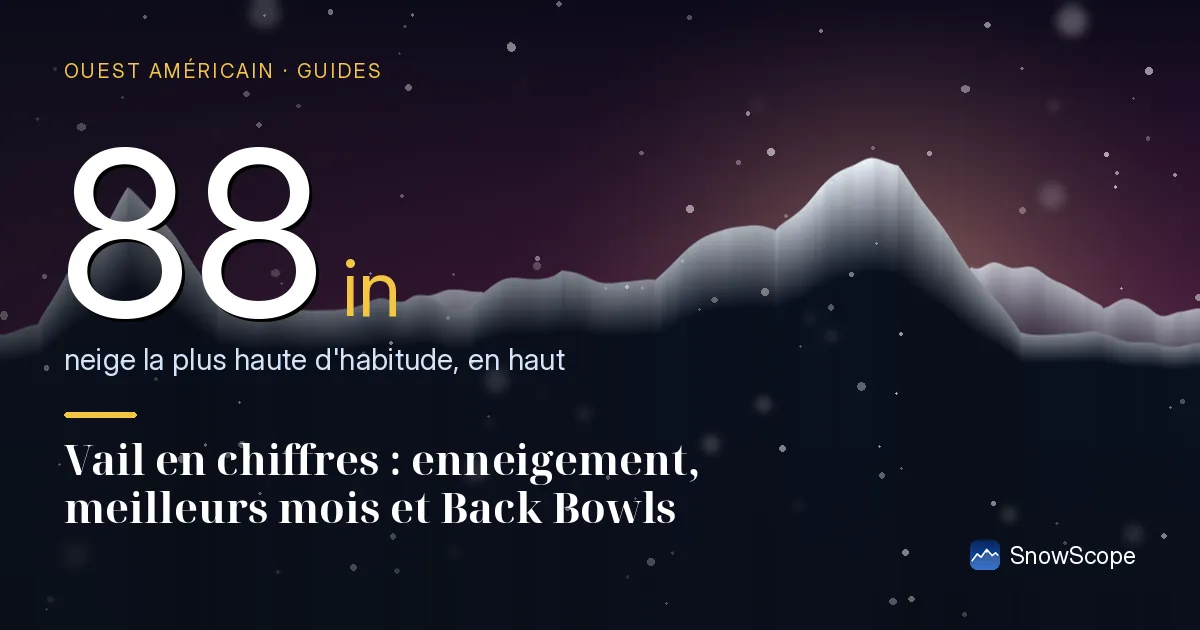 OUEST AMÉRICAIN · GUIDES
88 in
neige la plus haute d'habitude, en haut
Vail en chiffres : enneigement,
meilleurs mois et Back Bowls
SnowScope